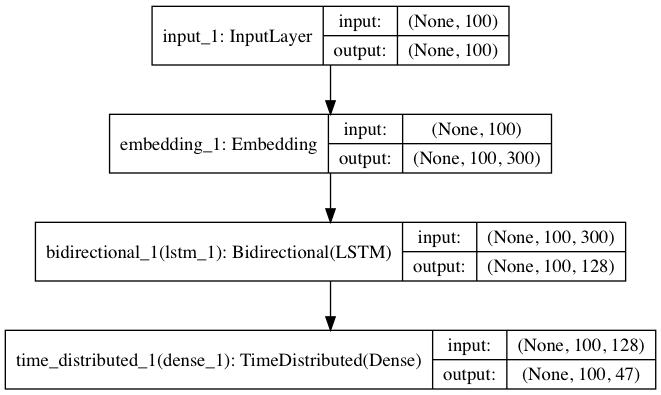 input_1: InputLayer
input: (None, 100)
output: (None, 100)
embedding_1: Embedding
input: (None, 100)
output: (None, 100, 300)
bidirectional_1(lstm_1): Bidirectional(LSTM)
input: (None, 100, 300)
output: (None, 100, 128)
time_distributed_1(dense_1): TimeDistributed(Dense)
input: (None, 100, 128)
output: (None, 100, 47)